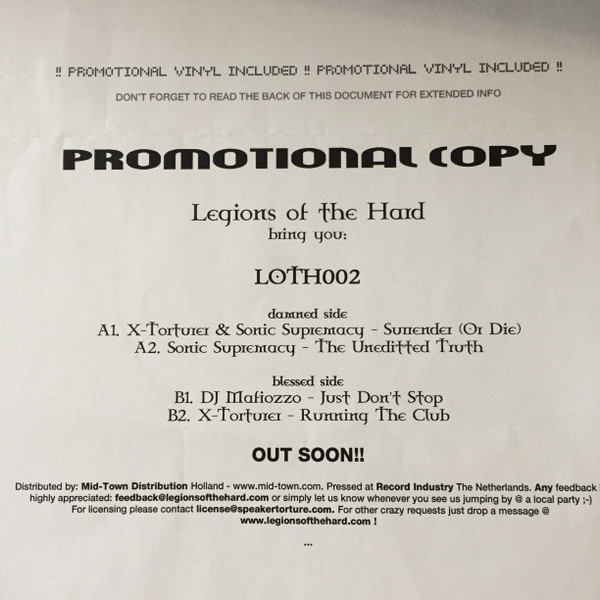 !! PROMOTIONAL VINYL INCLUDED !! PROMOTIONAL VINYL INCLUDED !!
DON'T FORGET TO READ THE BACK OF THIS DOCUMENT FOR EXTENDED INFO
PROMOTIONAL COPY
Legions of the Hard
bring you:
LOTH002
damned side
A1. X-Torturer & Sonic Supremacy - Surrender (Or Die)
A2. Sonic Supremacy - The Uneditted Truth
blessed side
B1. DJ Mafiozzo - Just Don't Stop
B2. X-Torturer - Running The Club
OUT SOON!!
Distributed by: Mid-Town Distribution Holland - www.mid-town.com. Pressed at Record Industry The Netherlands. Any feedback
highly appreciated: feedback@legionsofthehard.com or simply let us know whenever you see us jumping by @ a local party ;-)
For licensing please contact license@speakertorture.com. For other crazy requests just drop a message @
www.legionsofthehard.com !
...